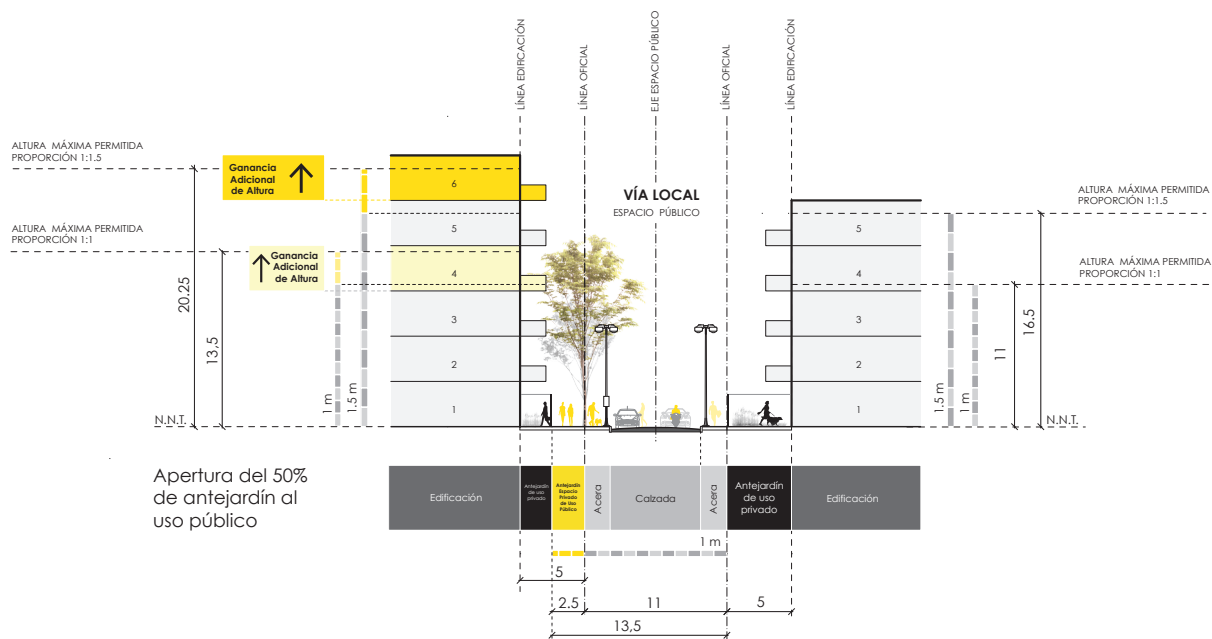 LÍNEA EDIFICACIÓN
LÍNEA OFICIAL
EJE ESPACIO PÚBLICO
LÍNEA OFICIAL
LÍNEA EDIFICACIÓN
ALTURA MÁXIMA PERMITIDA
PROPORCIÓN 1:1.5
Ganancia
Adicional
de Altura
6
VÍA LOCAL
ESPACIO PÚBLICO
ALTURA MÁXIMA PERMITIDA
PROPORCIÓN 1:1.5
ALTURA MÁXIMA PERMITIDA
PROPORCIÓN 1:1
Ganancia
Adicional
de Altura
5
4
3
2
1
5
4
3
2
1
ALTURA MÁXIMA PERMITIDA
PROPORCIÓN 1:1
20.25
13,5
1 m
1.5 m
1.5 m
1 m
11
16.5
N.N.T.
N.N.T.
Apertura del 50%
de antejardín al
uso público
Edificación
Antejardín
de uso
privado
Antejardín
Espacio
Privado
de Uso
Público
Acera
Calzada
Acera
Antejardín
de uso
privado
Edificación
1 m
5
2.5
11
5
13,5